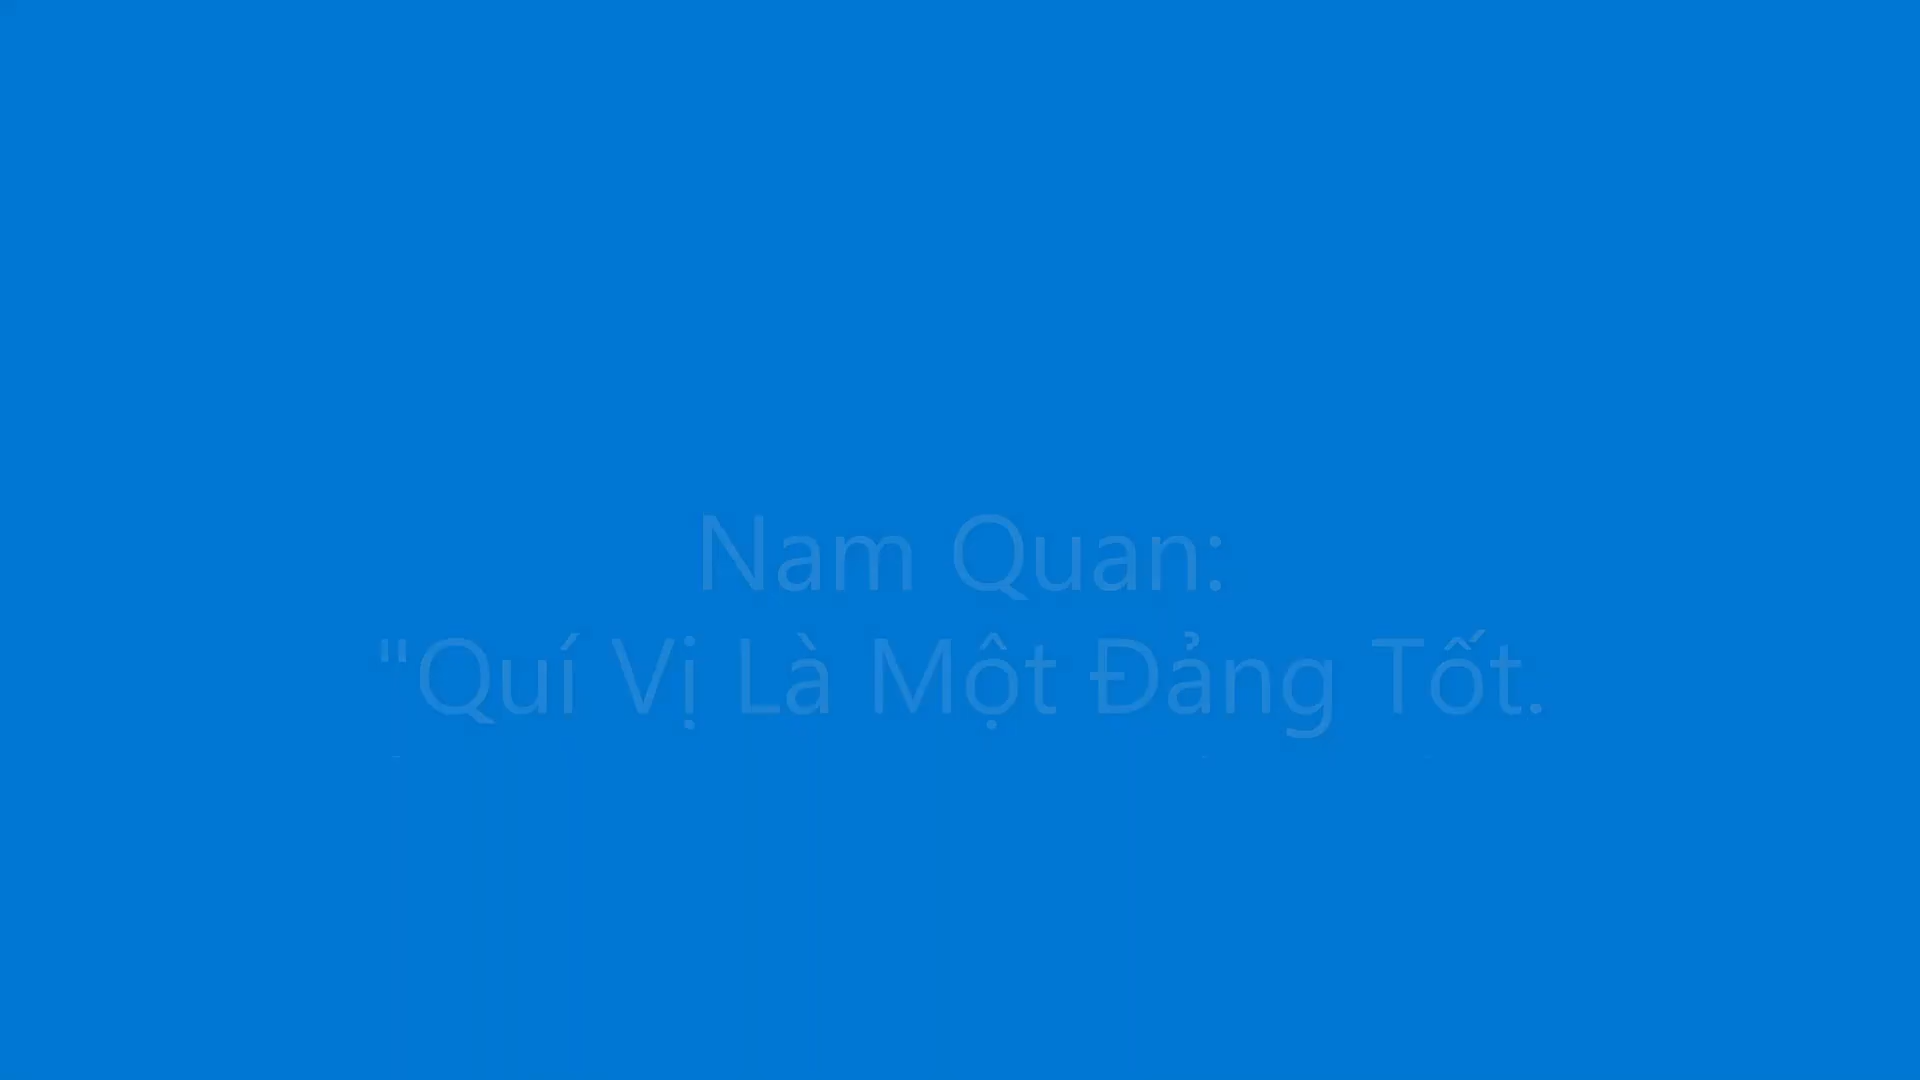 Nam Quan:
"Quí Vị Là Một Đảng Tốt.